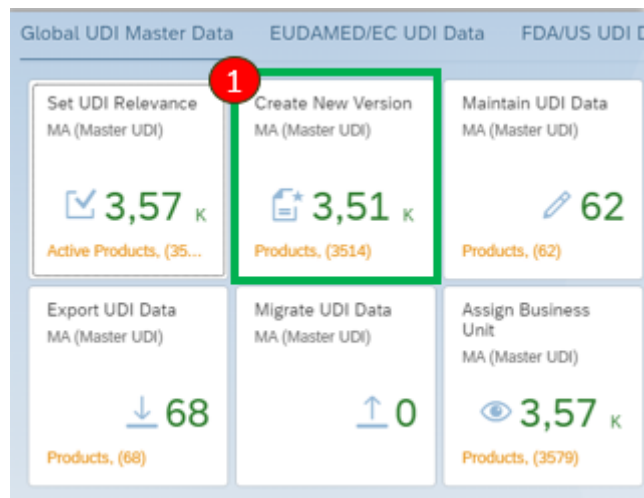 Global UDI Master Data EUDAMED/EC UDI Data FDA/US UDI
1
Set UDI Relevance
MA (Master UDI)
3,57 K
Active Products, (35...
Create New Version
MA (Master UDI)
3,51 K
Products, (3514)
Maintain UDI Data
MA (Master UDI)
62
Products, (62)
Export UDI Data
MA (Master UDI)
68
Products, (68)
Migrate UDI Data
MA (Master UDI)
0
Assign Business
Unit
MA (Master UDI)
3,57 K
Products, (3579)